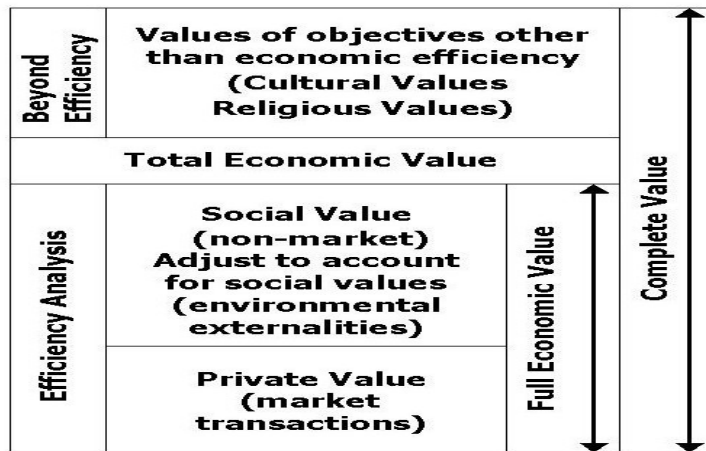 Beyond
Efficiency
Values of objectives other
than economic efficiency
(Cultural Values
Religious Values)
Total Economic Value
Efficiency Analysis
Social Value
(non-market)
Adjust to account
for social values
(environmental
externalities)
Private Value
(market
transactions)
Full Economic Value
Complete Value